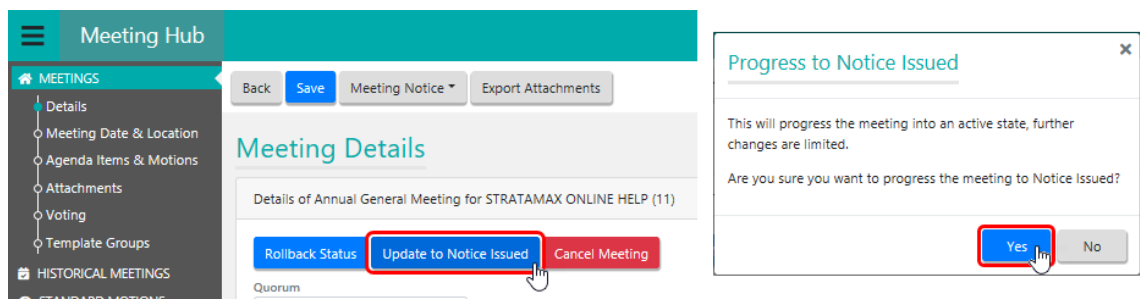 Meeting Hub
MEETINGS
Details
Meeting Date & Location
Agenda Items & Motions
Attachments
Voting
Template Groups
HISTORICAL MEETINGS
STANDARD MOTIONS
Back Save Meeting Notice Export Attachments
Meeting Details
Details of Annual General Meeting for STRATAMAX ONLINE HELP (11)
Rollback Status Update to Notice Issued Cancel Meeting
Quorum
Progress to Notice Issued
This will progress the meeting into an active state, further
changes are limited.
Are you sure you want to progress the meeting to Notice Issued?
Yes No